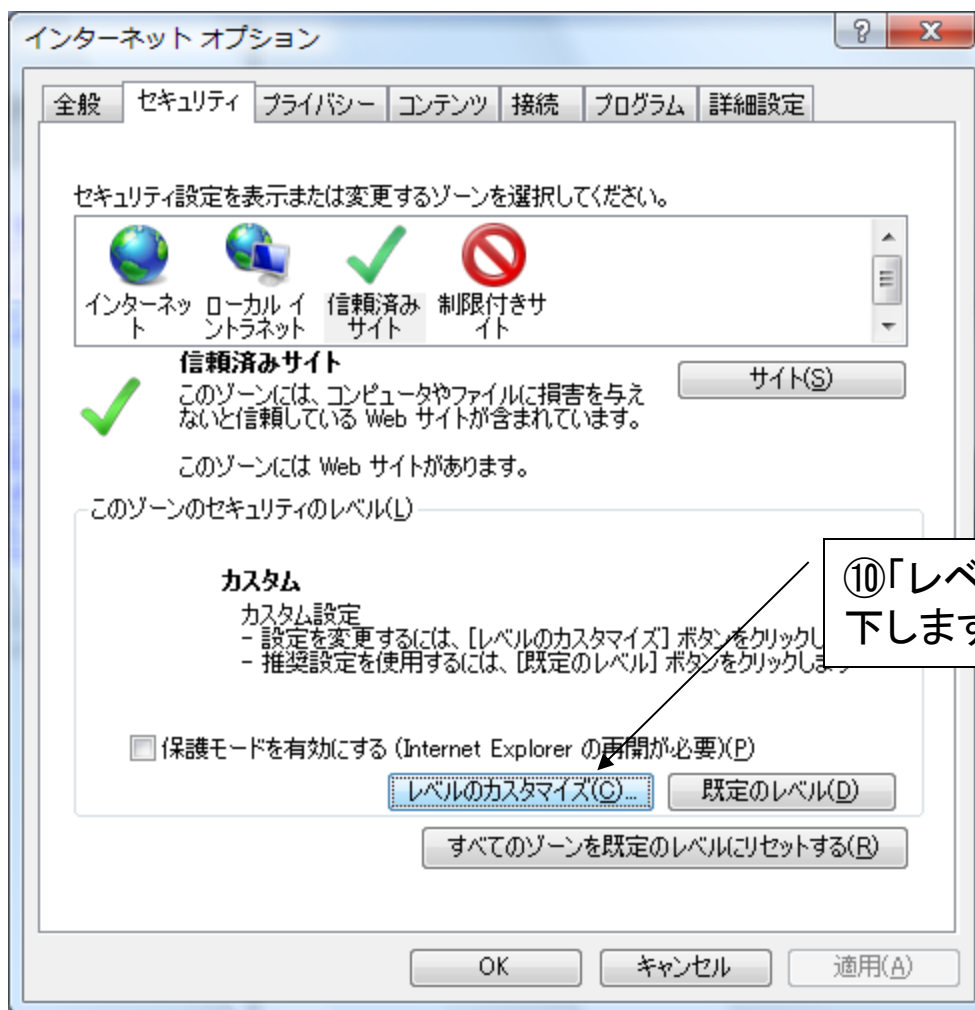 インターネット オプション
全般 セキュリティ プライバシー コンテンツ 接続 プログラム 詳細設定
セキュリティ設定を表示または変更するゾーンを選択してください。
インターネッ
ト
ローカル イ
ントラネット
信頼済み
サイト
制限付きサ
イト
信頼済みサイト
サイト(S)
このゾーンには、コンピュータやファイルに損害を与え
ないと信頼している Web サイトが含まれています。
このゾーンには Web サイトがあります。
このゾーンのセキュリティのレベル(L)
⑩「レベ
下します
カスタム
カスタム設定
- 設定を変更するには、[レベルのカスタマイズ] ボタンをクリックし
- 推奨設定を使用するには、[既定のレベル] ボタンをクリックします
保護モードを有効にする (Internet Explorer の再開が必要)(P)
レベルのカスタマイズ(C)... 既定のレベル(D)
すべてのゾーンを既定のレベルにリセットする(R)
OK キャンセル 適用(A)